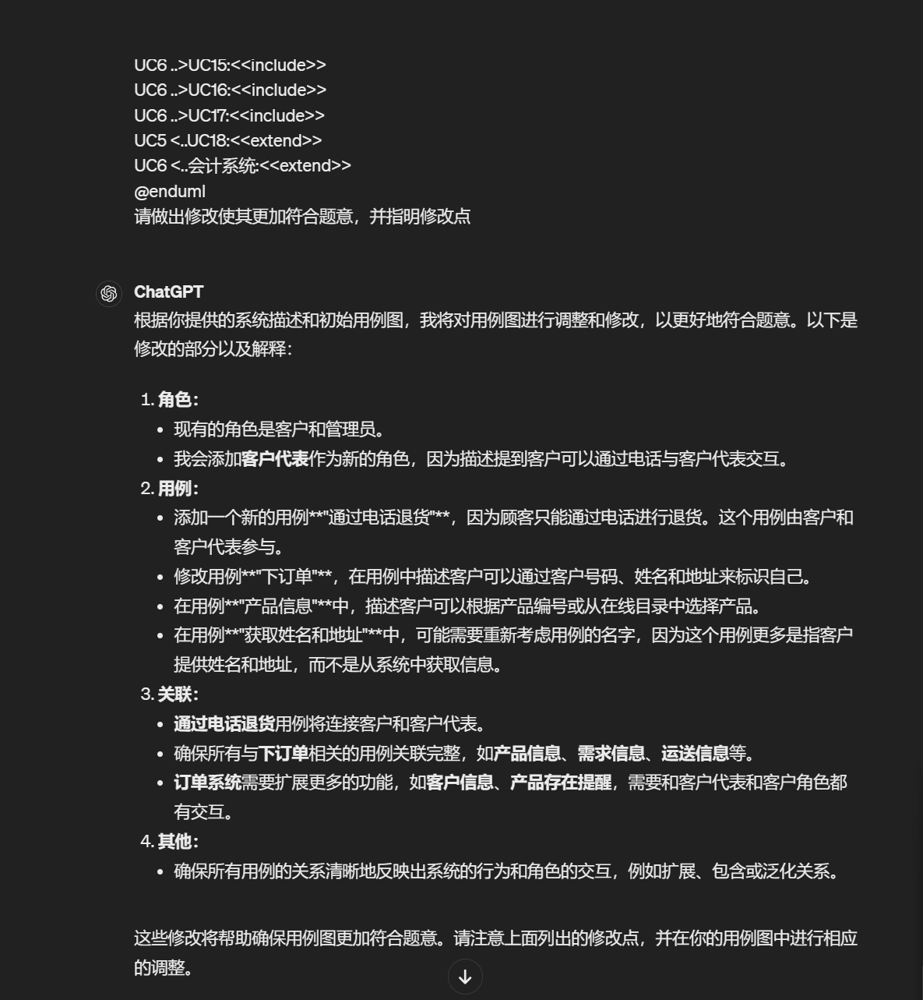 UC6 ..>UC15:<<include>>
UC6 ..>UC16:<<include>>
UC6 ..>UC17:<<include>>
UC5 <..UC18:<<extend>>
UC6 <..会计系统:<<extend>>
@enduml
请做出修改使其更加符合题意，并指明修改点
ChatGPT
根据你提供的系统描述和初始用例图，我将对用例图进行调整和修改，以更好地符合题意。以下是
修改的部分以及解释：
1. 角色：
• 现有的角色是客户和管理员。
• 我会添加客户代表作为新的角色，因为描述提到客户可以通过电话与客户代表交互。
2. 用例：
• 添加一个新的用例**"通过电话退货"**，因为顾客只能通过电话进行退货。这个用例由客户和
客户代表参与。
• 修改用例**"下订单"**，在用例中描述客户可以通过客户号码、姓名和地址来标识自己。
• 在用例**"产品信息"**中，描述客户可以根据产品编号或从在线目录中选择产品。
• 在用例**"获取姓名和地址"**中，可能需要重新考虑用例的名字，因为这个用例更多是指客户
提供姓名和地址，而不是从系统中获取信息。
3. 关联：
• 通过电话退货用例将连接客户和客户代表。
• 确保所有与下订单相关的用例关联完整，如产品信息、需求信息、运送信息等。
• 订单系统需要扩展更多的功能，如客户信息、产品存在提醒，需要和客户代表和客户角色都
有交互。
4. 其他：
• 确保所有用例的关系清晰地反映出系统的行为和角色的交互，例如扩展、包含或泛化关系。
这些修改将帮助确保用例图更加符合题意。请注意上面列出的修改点，并在你的用例图中进行相应
的调整。